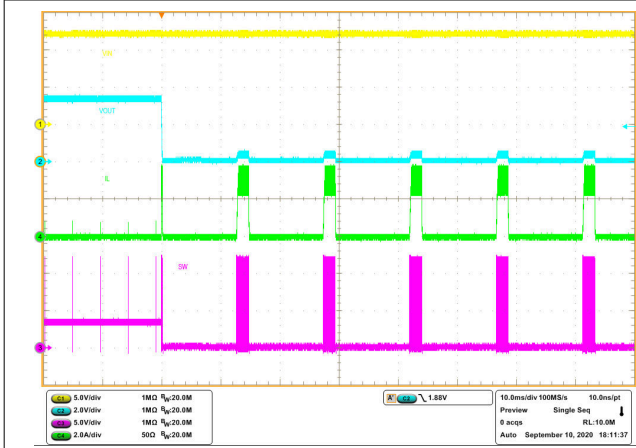 VIN
1
VOUT
2
IL
4
SW
3
C1 5.0V/div 1MΩ BW:20.0M
C2 2.0V/div 1MΩ BW:20.0M
C3 5.0V/div 1MΩ BW:20.0M
C4 2.0A/div 50Ω BW:20.0M
A' C2 1.88V
10.0ms/div 100MS/s 10.0ns/pt
Preview Single Seq
0 acqs RL:10.0M
Auto September 10, 2020 18:11:37